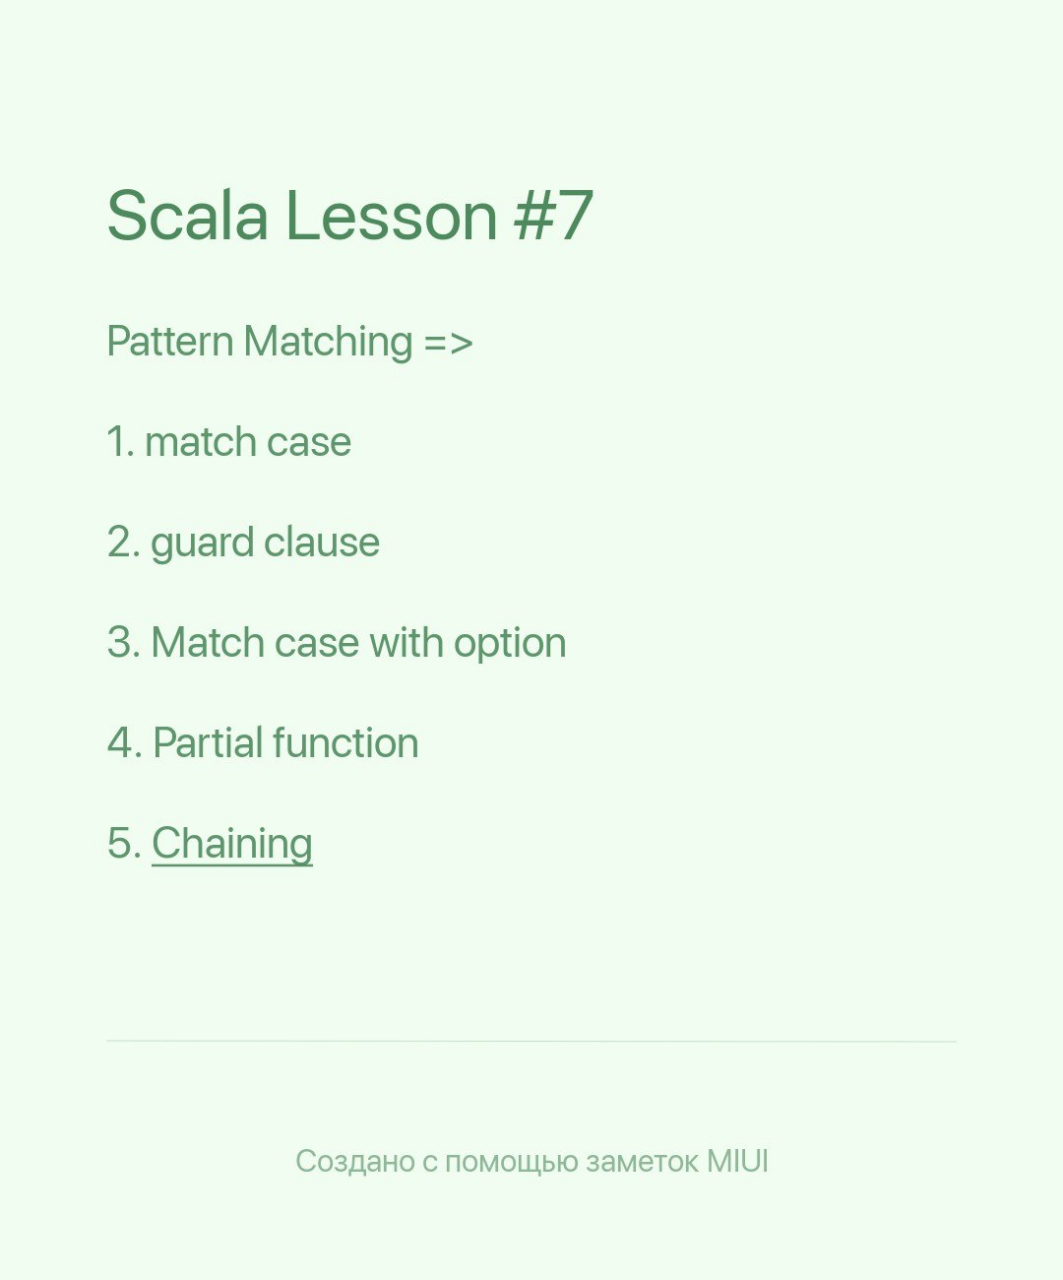 Scala Lesson #7
Pattern Matching =>
1. match case
2. guard clause
3. Match case with option
4. Partial function
5. Chaining
Создано с помощью заметок MIUI